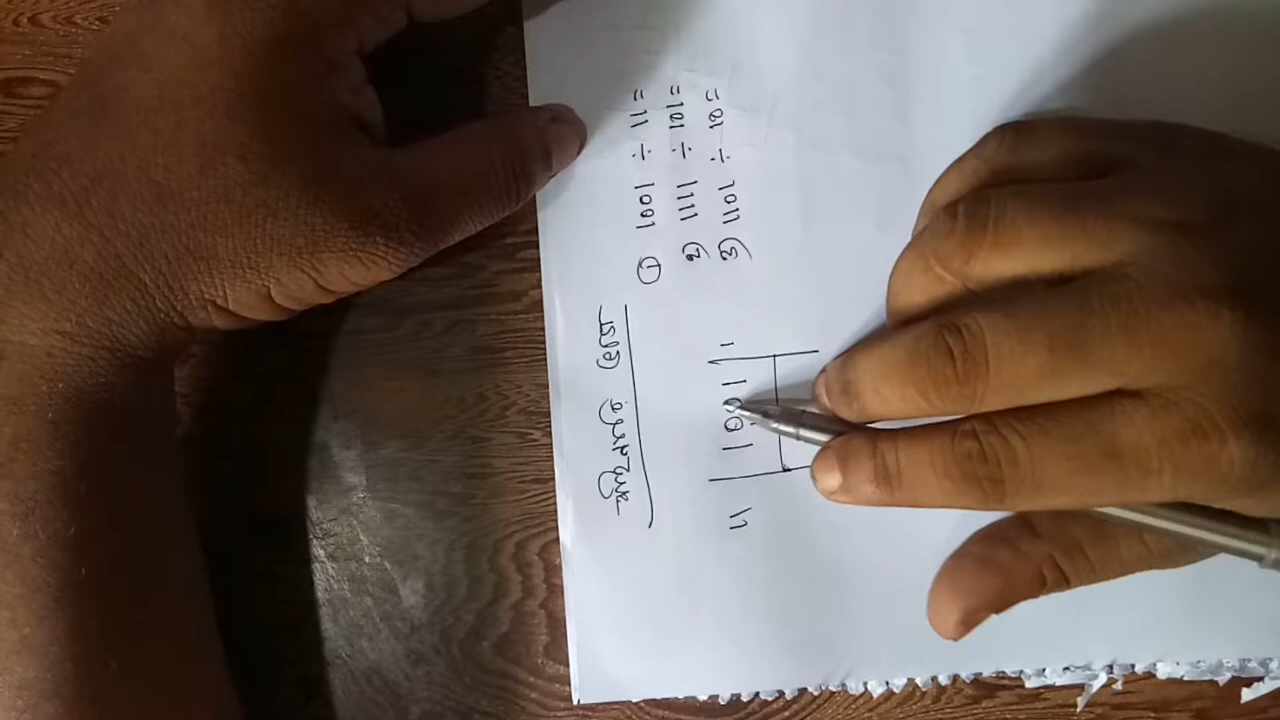 ভাগ
① 1001 ÷ 11 =
2) 1111 ÷ 101 =
3) 1101 ÷ 10 =
11 1001 1